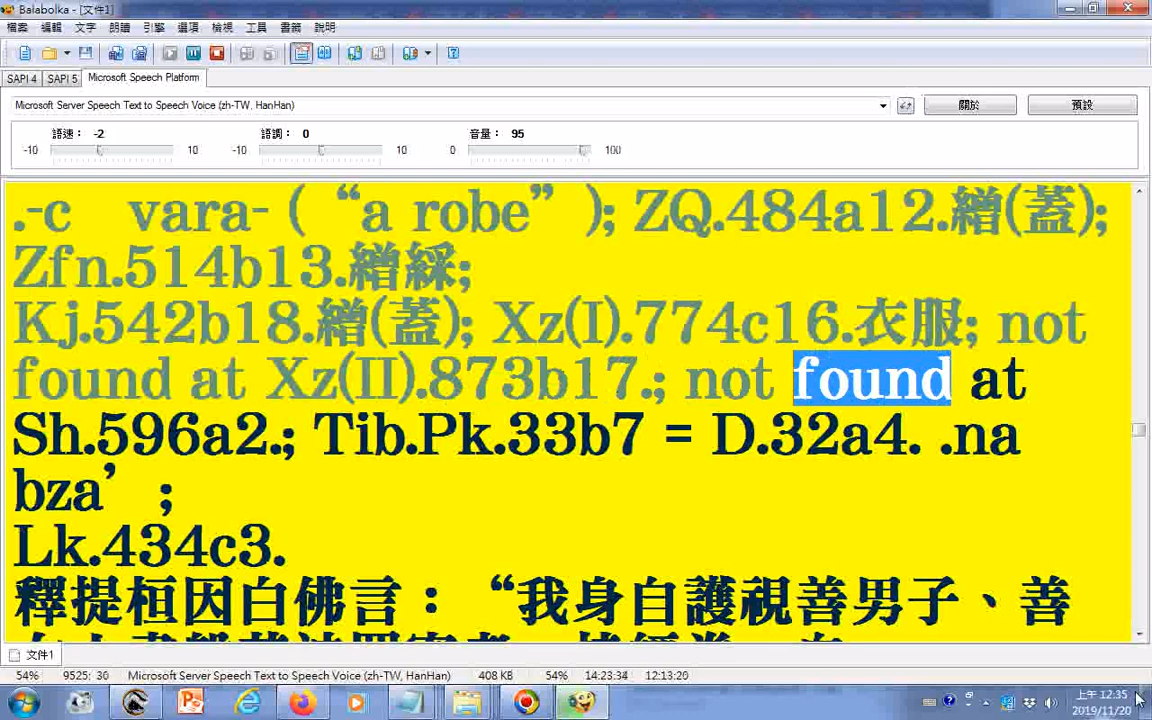 Balabolka - [文件1]
檔案 編輯 文字 朗讀 引擎 選項 檢視 工具 書籤 說明
SAPI 4 SAPI 5 Microsoft Speech Platform
Microsoft Server Speech Text to Speech Voice (zh-TW, HanHan) 關於 預設
語速： -2 語調： 0 音量： 95
-10 10 -10 10 0 100
.-c vara- (“a robe”); ZQ.484a12.繒(蓋);
Zfn.514b13.繒綵;
Kj.542b18.繒(蓋); Xz(I).774c16.衣服; not
found at Xz(II).873b17.; not found at
Sh.596a2.; Tib.Pk.33b7 = D.32a4. .na
bza’;
Lk.434c3.
釋提桓因白佛言：“我身自護視善男子、善
文件1
54% 9525: 30 Microsoft Server Speech Text to Speech Voice (zh-TW, HanHan) 408 KB 54% 14:23:34 12:13:20
上午 12:35
2019/11/20